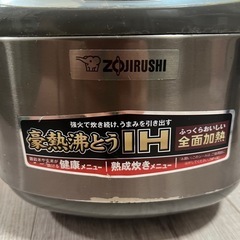 ZOJIRUSHI
強火で炊き続け、うまみを引き出す
豪熱沸とうIH
ふっくらおいしい
全面加熱
健康メニュー
熟成炊きメニュー